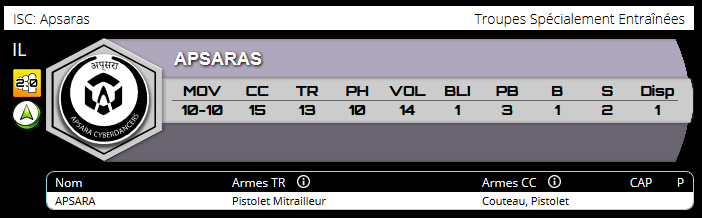 ISC: Apsaras Troupes Spécialement Entraînées
IL
अप्सरा
APSARA CYBERDANCERS
APSARAS
MOV CC TR PH VOL BLI PB B S Disp
10-10 15 13 10 14 1 3 1 2 1
Nom Armes TR Armes CC CAP P
APSARA Pistolet Mitrailleur Couteau, Pistolet